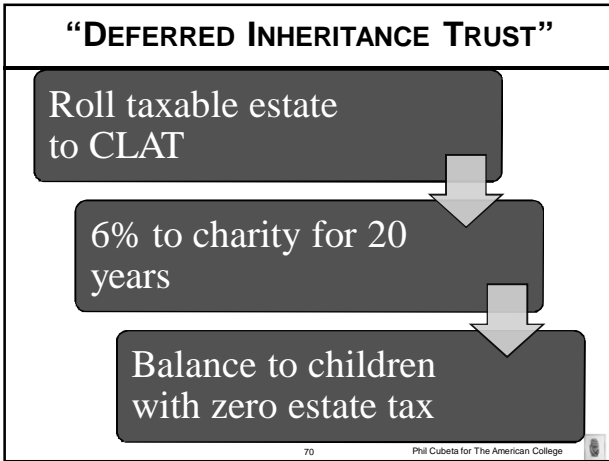 “DEFERRED INHERITANCE TRUST”
Roll taxable estate
to CLAT
6% to charity for 20
years
Balance to children
with zero estate tax
70
Phil Cubeta for The American College